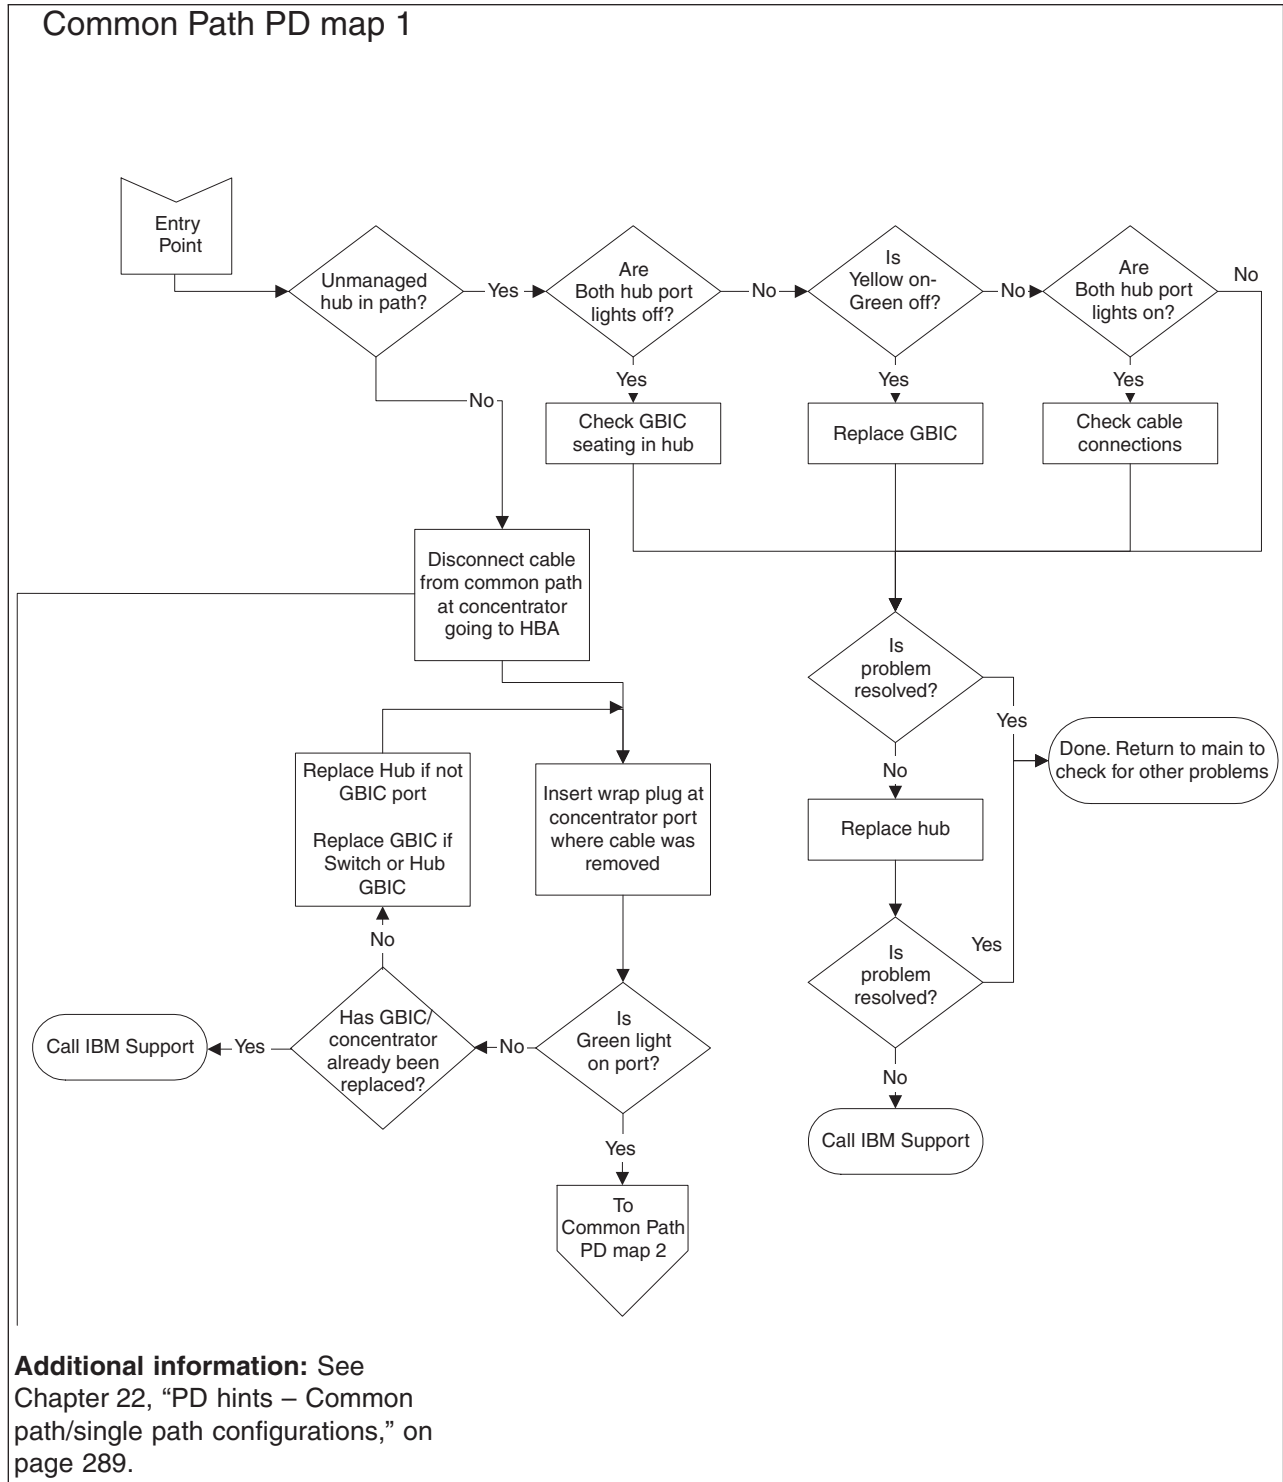 Common Path PD map 1
Entry
Point
Unmanaged
hub in path?
Yes
Are
Both hub port
lights off?
No
Is
Yellow on-
Green off?
No
Are
Both hub port
lights on?
No
No
Yes
Check GBIC
seating in hub
Yes
Replace GBIC
Yes
Check cable
connections
Disconnect cable
from common path
at concentrator
going to HBA
Is
problem
resolved?
Yes
Done. Return to main to
check for other problems
No
Replace hub
Is
problem
resolved?
Yes
No
Call IBM Support
Replace Hub if not
GBIC port
Replace GBIC if
Switch or Hub
GBIC
Insert wrap plug at
concentrator port
where cable was
removed
No
Call IBM Support
Yes
Has GBIC/
concentrator
already been
replaced?
No
Is
Green light
on port?
Yes
To
Common Path
PD map 2
Additional information: See
Chapter 22, “PD hints – Common
path/single path configurations,” on
page 289.